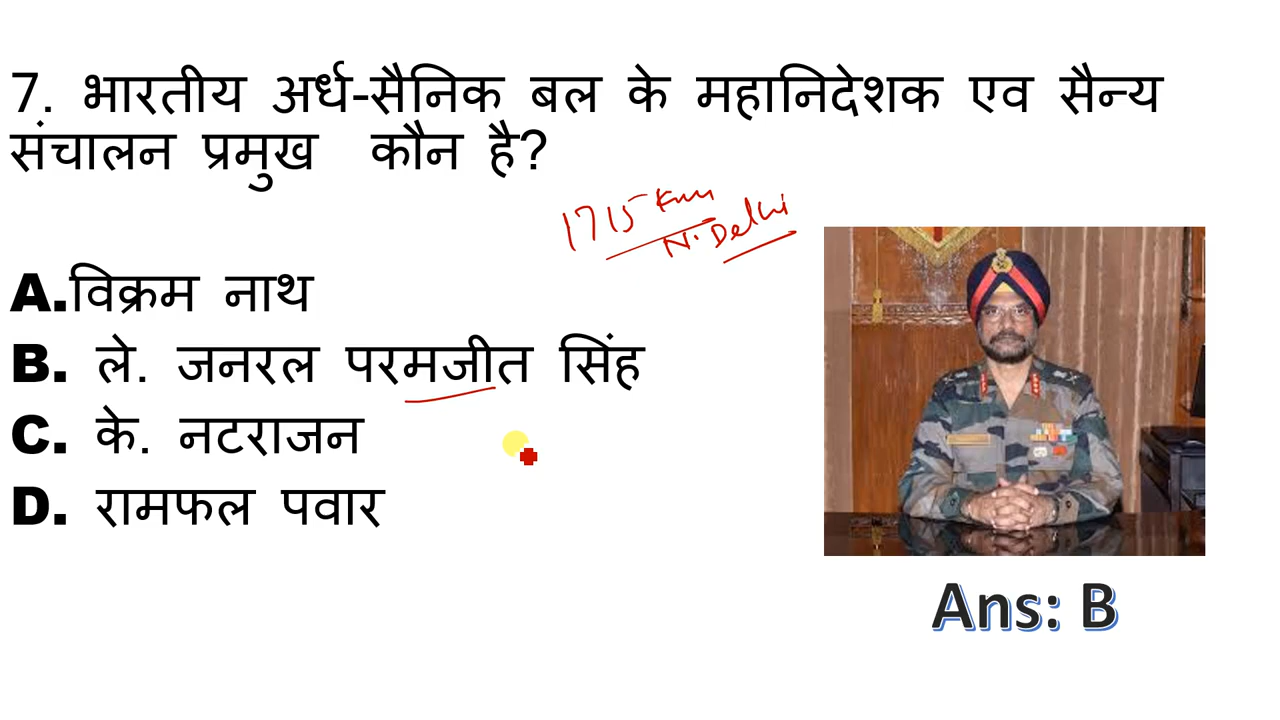 7. भारतीय अर्ध-सैनिक बल के महानिदेशक एव सैन्य
संचालन प्रमुख कौन है?
1715 Km
N. Delhi
A.विक्रम नाथ
B. ले. जनरल परमजीत सिंह
C. के. नटराजन
D. रामफल पवार
Ans: B